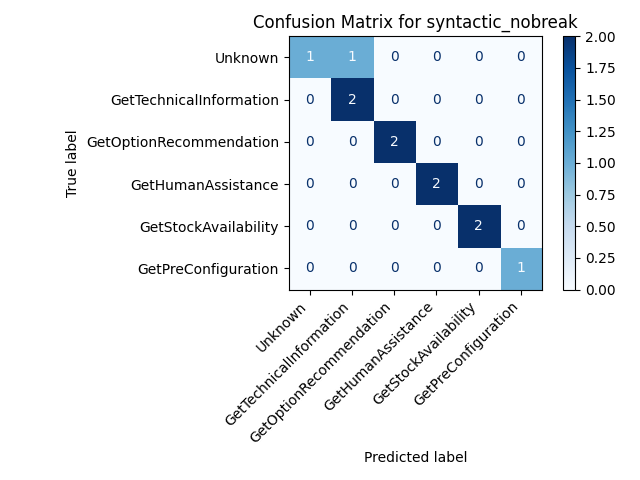 Confusion Matrix for syntactic_nobreak
True label
Unknown 1 1 0 0 0 0
GetTechnicalInformation 0 2 0 0 0 0
GetOptionRecommendation 0 0 2 0 0 0
GetHumanAssistance 0 0 0 2 0 0
GetStockAvailability 0 0 0 0 2 0
GetPreConfiguration 0 0 0 0 0 1
Unknown
GetTechnicalInformation
GetOptionRecommendation
GetHumanAssistance
GetStockAvailability
GetPreConfiguration
Predicted label
2.00
1.75
1.50
1.25
1.00
0.75
0.50
0.25
0.00